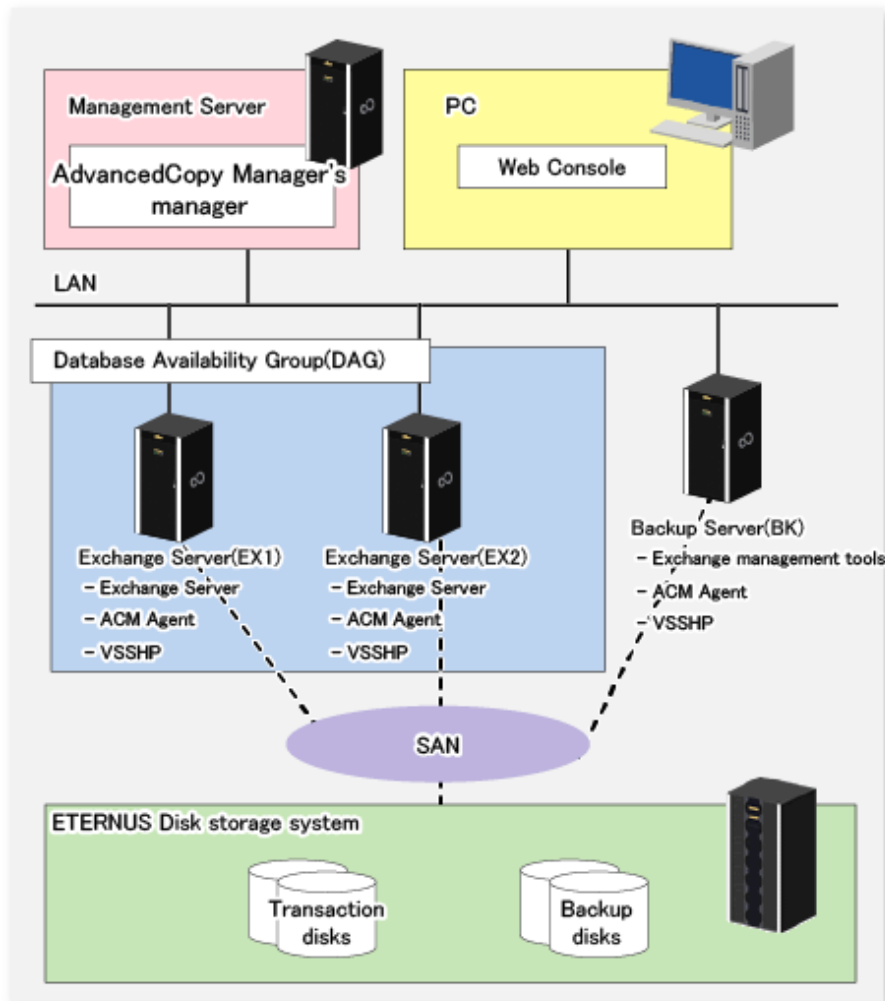 Management Server
AdvancedCopy Manager's
manager
PC
Web Console
LAN
Database Availability Group(DAG)
Exchange Server(EX1)
- Exchange Server
- ACM Agent
- VSSHP
Exchange Server(EX2)
- Exchange Server
- ACM Agent
- VSSHP
Backup Server(BK)
- Exchange management tools
- ACM Agent
- VSSHP
SAN
ETERNUS Disk storage system
Transaction
disks
Backup
disks